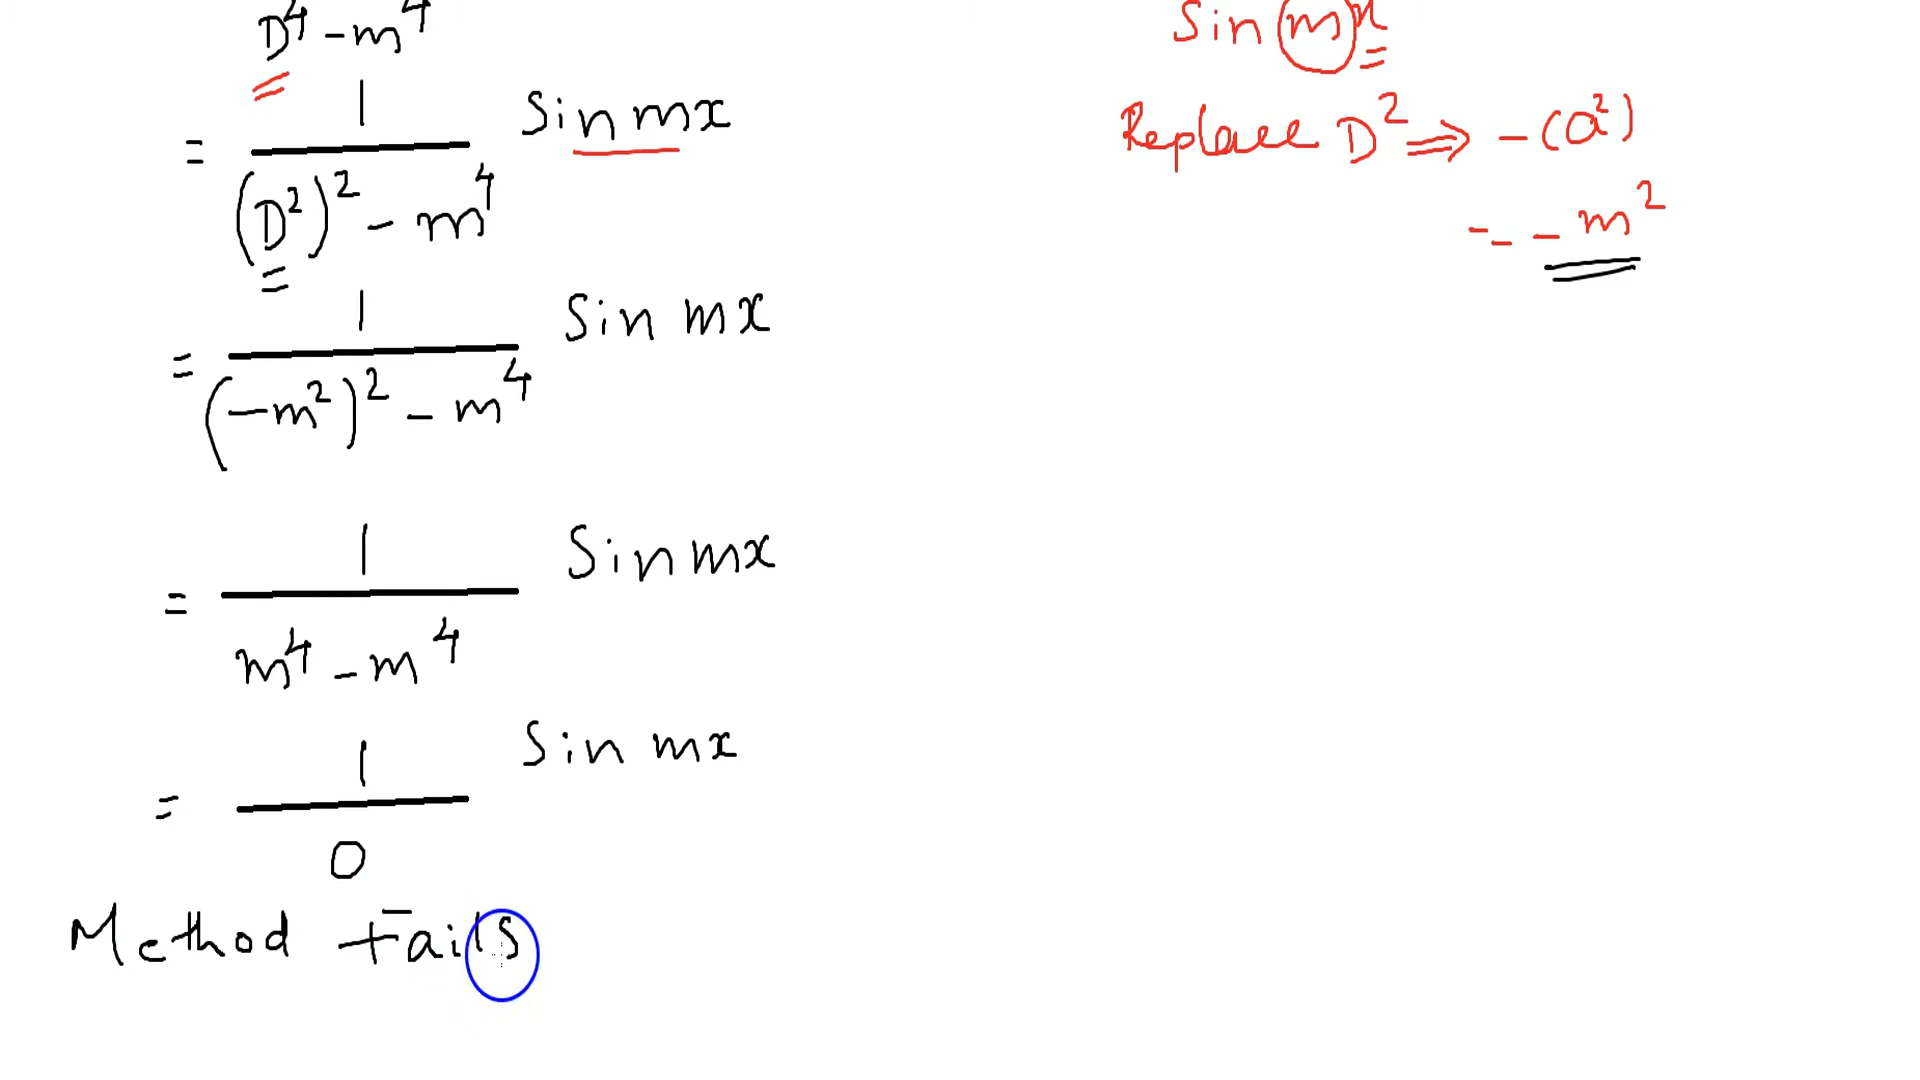 D⁴ - m⁴
= 1 / ((D²)² - m⁴) Sin mx
= 1 / ((-m²)² - m⁴) Sin mx
= 1 / (m⁴ - m⁴) Sin mx
= 1 / 0 Sin mx
Method Fails
Sin m x
Replace D² ⇒ -(a²)
= - m²